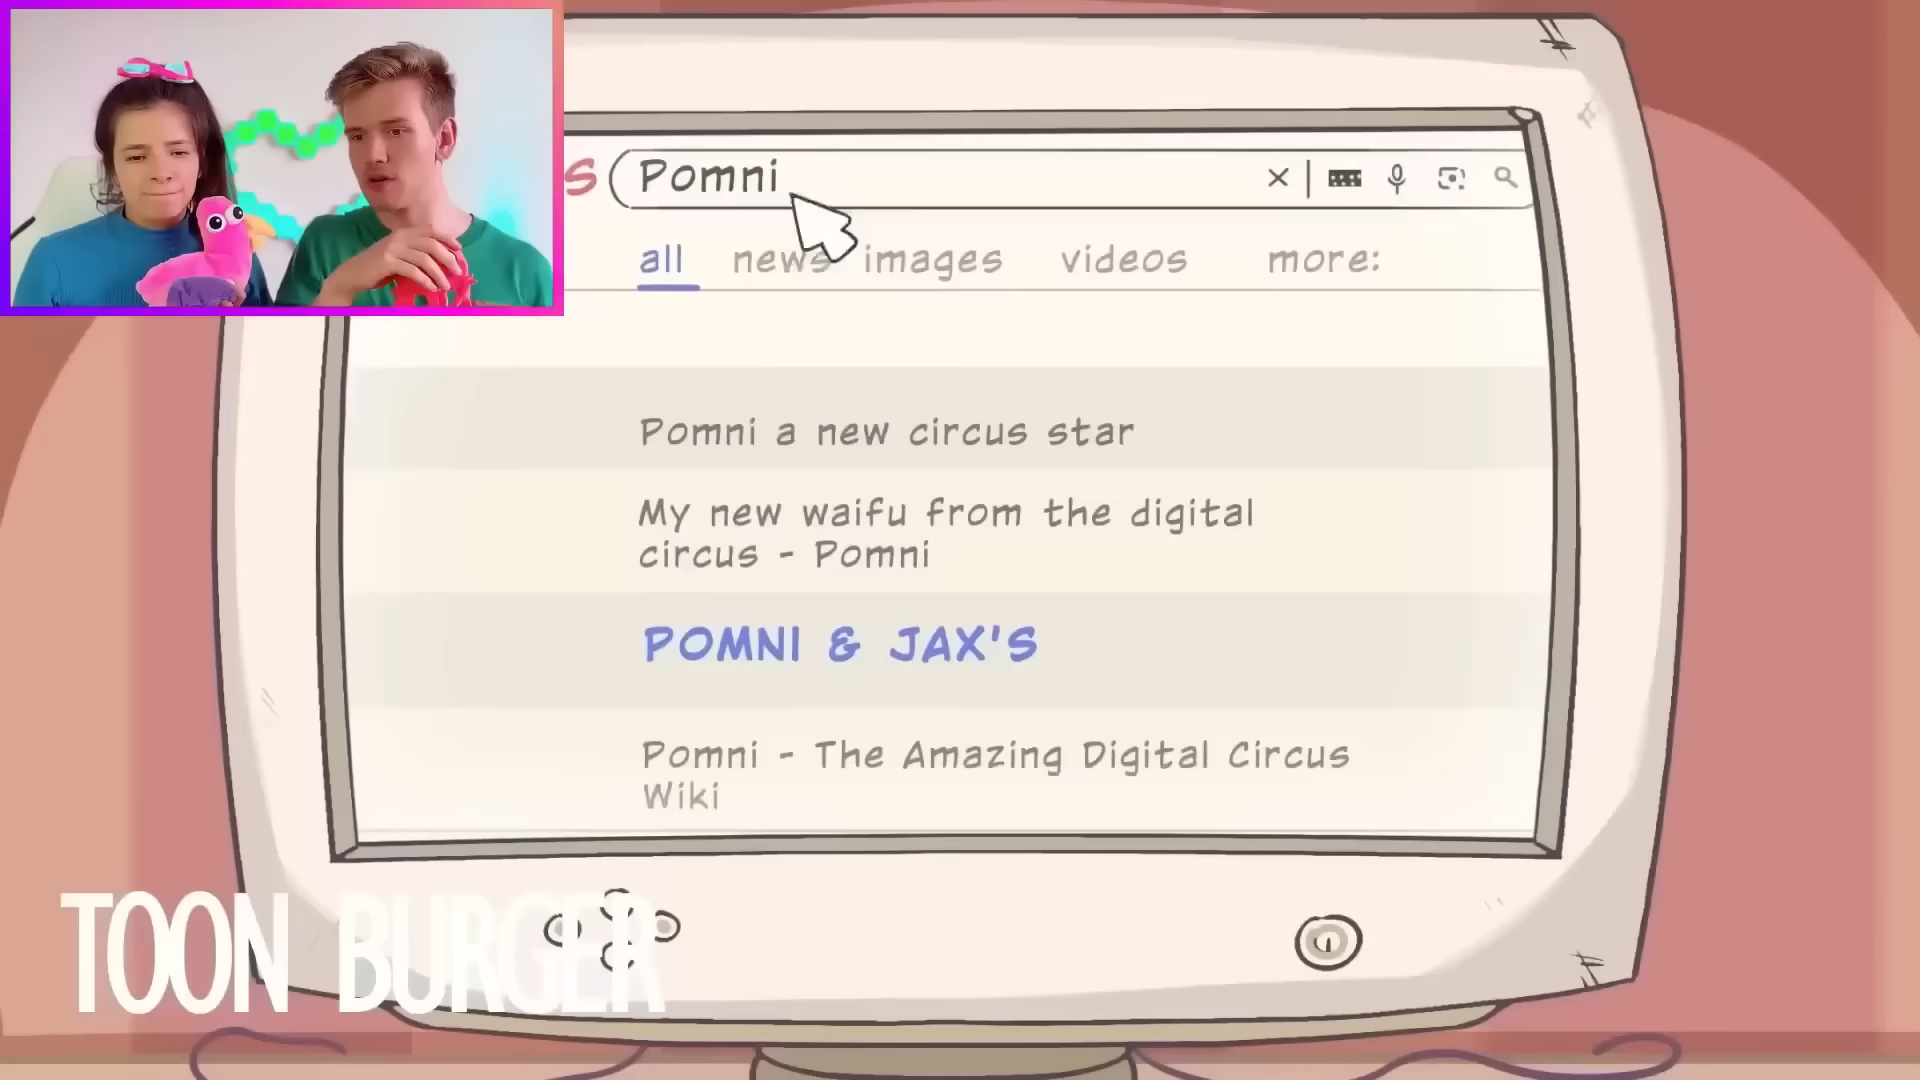 S Pomni
all news images videos more:
Pomni a new circus star
My new waifu from the digital
circus - Pomni
POMNI & JAX'S
Pomni - The Amazing Digital Circus
Wiki
TOON BURGER